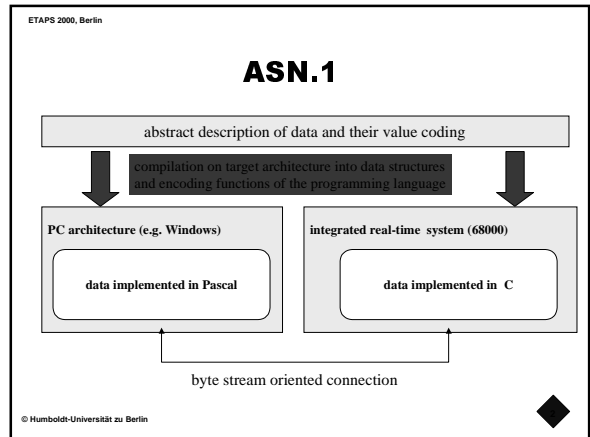 ETAPS 2000, Berlin
ASN.1
abstract description of data and their value coding
compilation on target architecture into data structures
and encoding functions of the programming language
PC architecture (e.g. Windows)
data implemented in Pascal
integrated real-time system (68000)
data implemented in C
byte stream oriented connection
© Humboldt-Universität zu Berlin
2